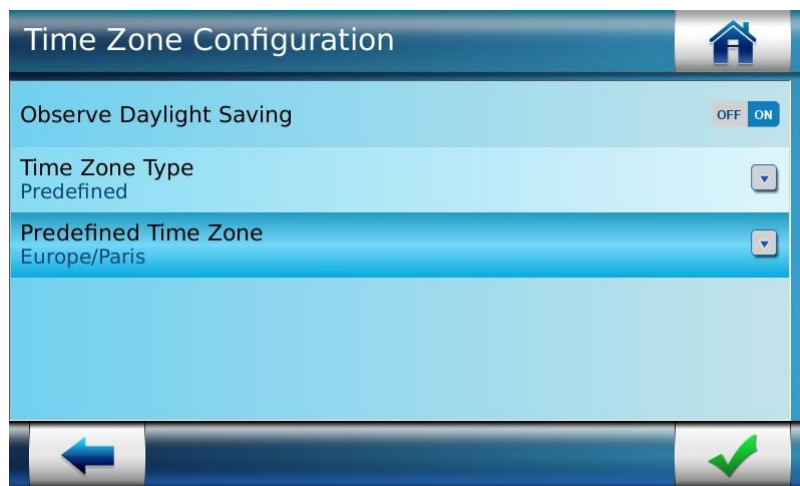 Time Zone Configuration
Observe Daylight Saving
OFF ON
Time Zone Type
Predefined
Predefined Time Zone
Europe/Paris